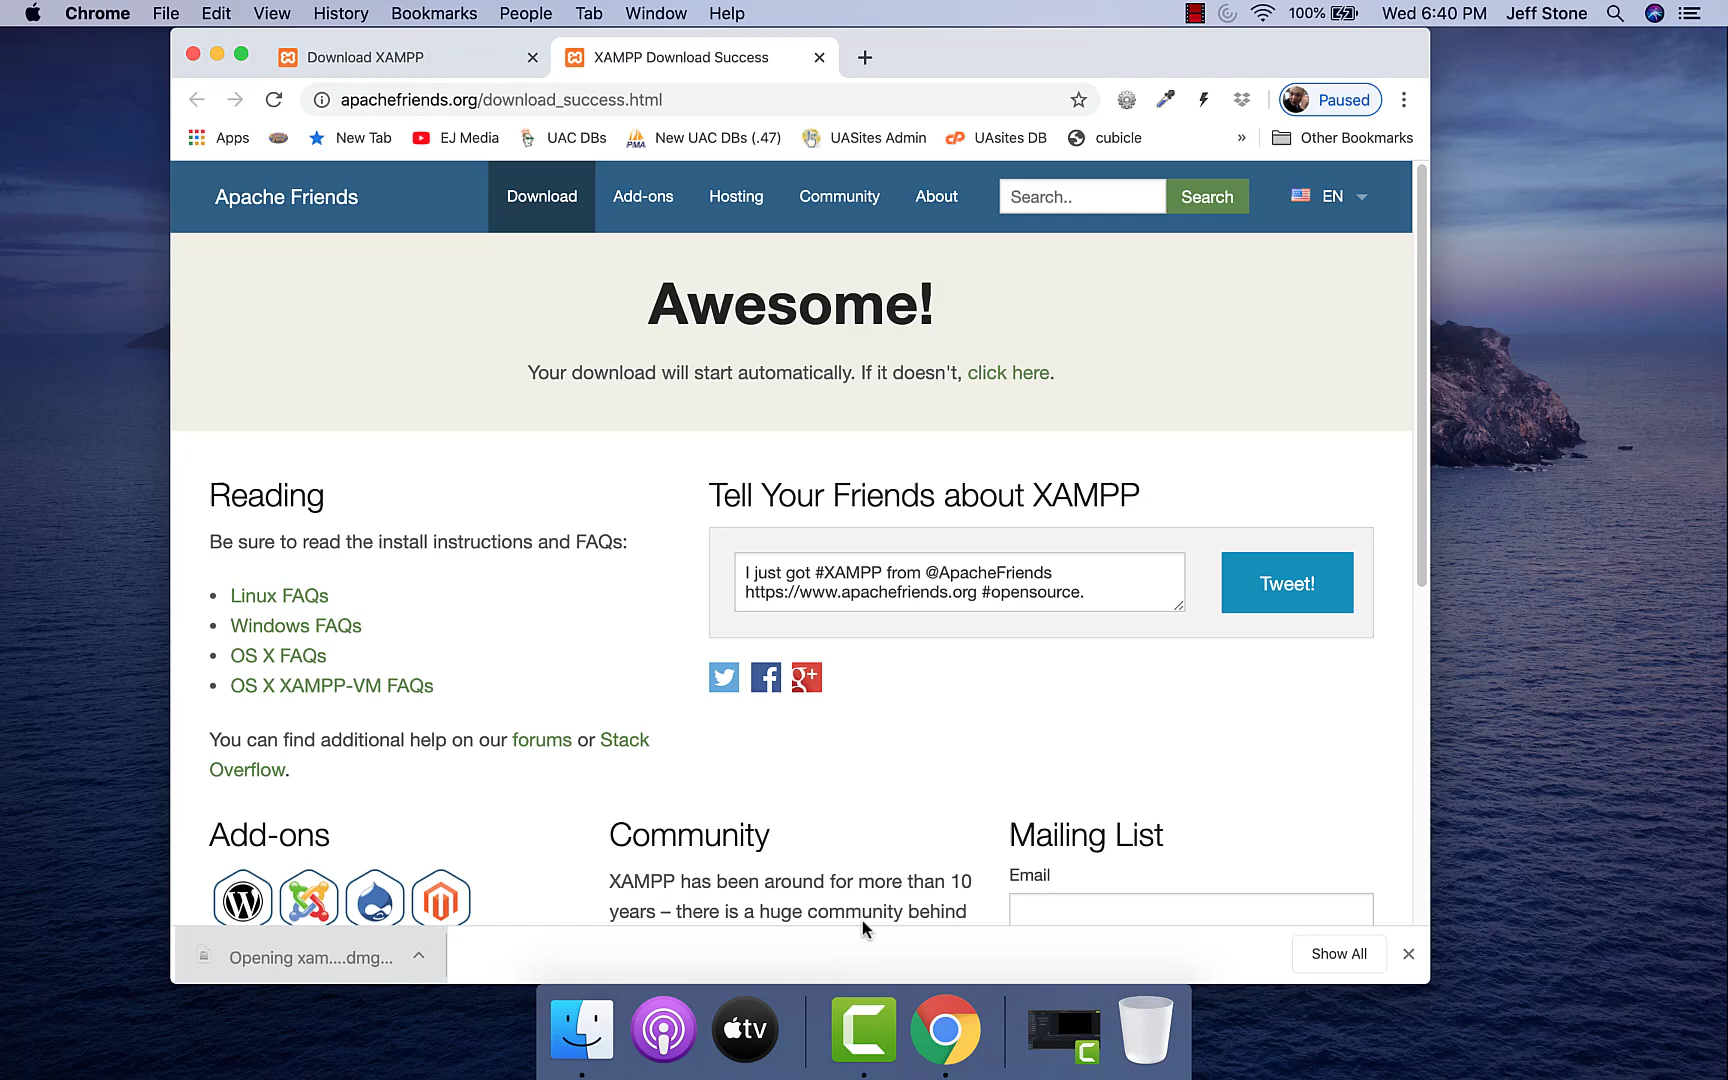 Chrome File Edit View History Bookmarks People Tab Window Help 100% Wed 6:40 PM Jeff Stone
Download XAMPP XAMPP Download Success
apachefriends.org/download_success.html Paused
Apps New Tab EJ Media UAC DBs PMA New UAC DBs (.47) UASites Admin UAsites DB cubicle » Other Bookmarks
Apache Friends Download Add-ons Hosting Community About Search.. Search EN
Awesome!
Your download will start automatically. If it doesn't, click here.
Reading
Be sure to read the install instructions and FAQs:
• Linux FAQs
• Windows FAQs
• OS X FAQs
• OS X XAMPP-VM FAQs
You can find additional help on our forums or Stack
Overflow.
Tell Your Friends about XAMPP
I just got #XAMPP from @ApacheFriends
https://www.apachefriends.org #opensource.
Tweet!
g+
Add-ons
Community
XAMPP has been around for more than 10
years – there is a huge community behind
Mailing List
Email
Opening xam....dmg...
Show All
tv